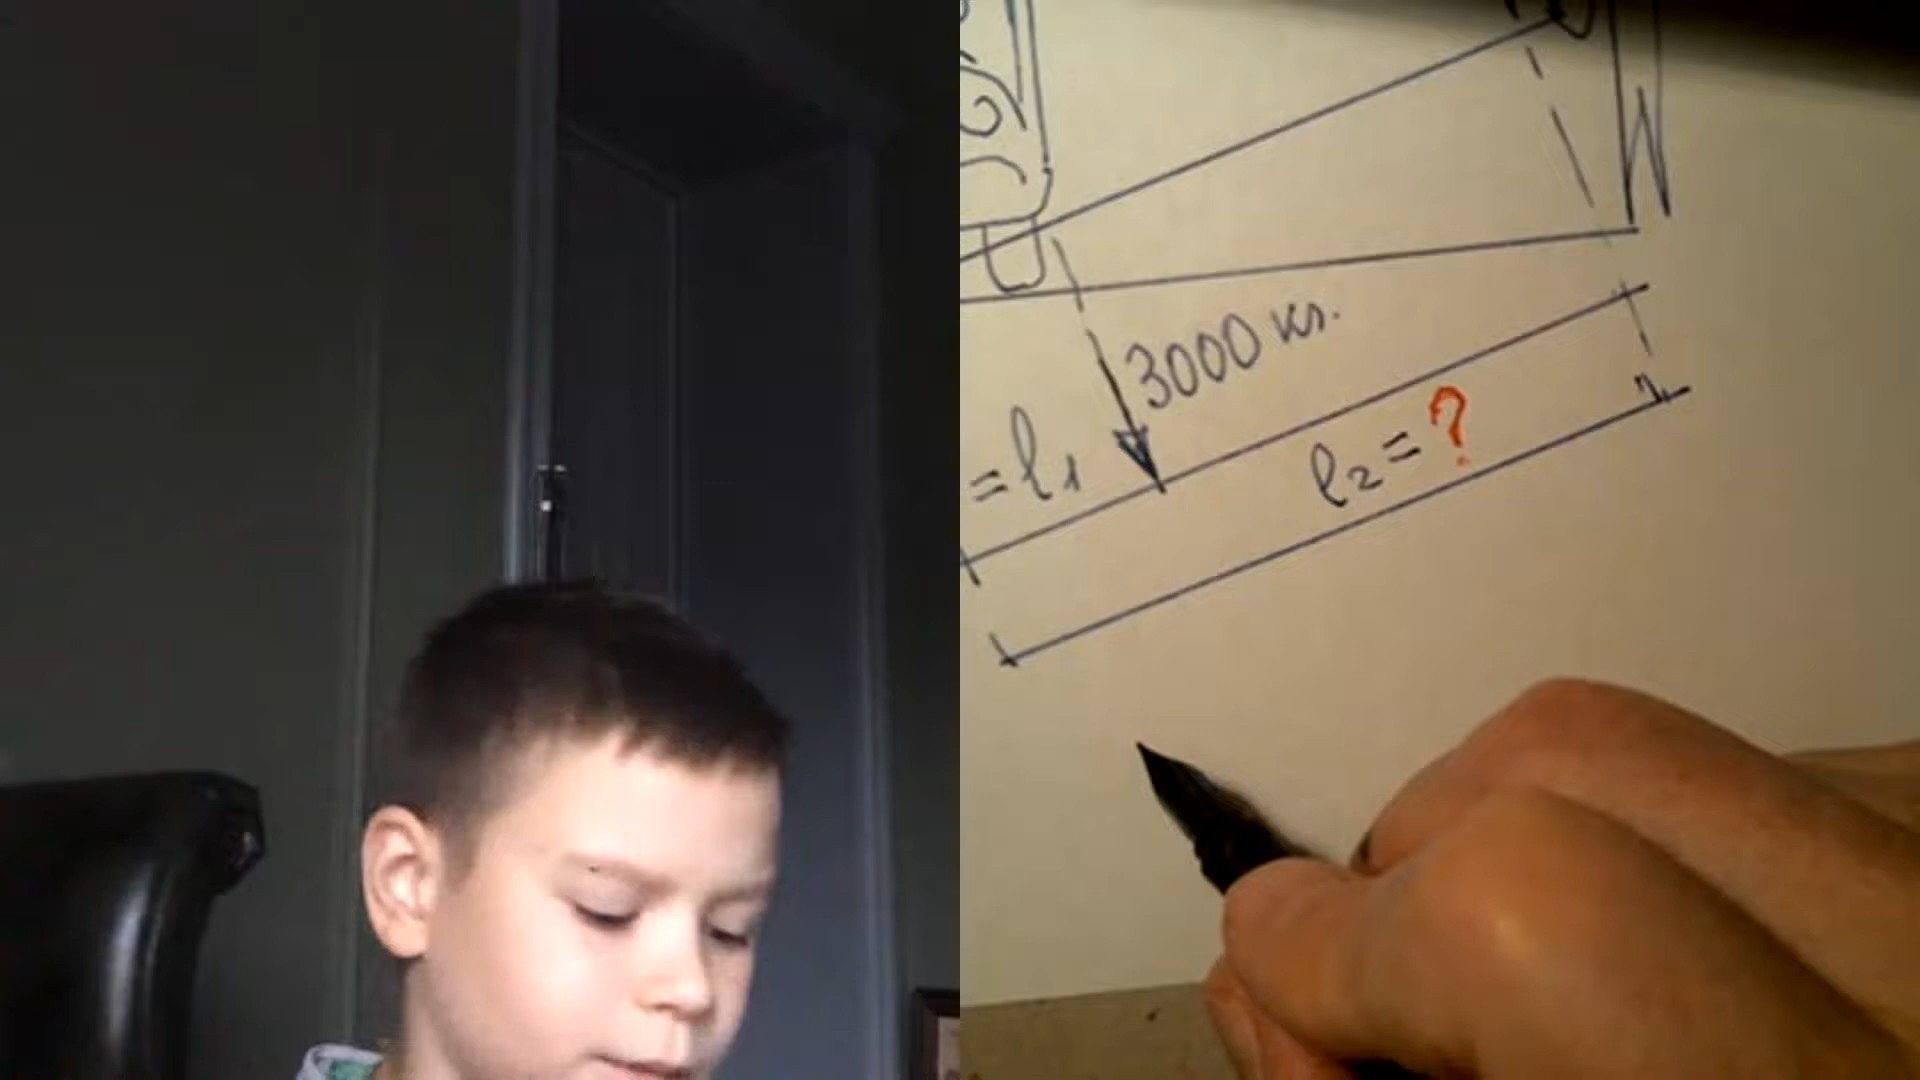 3000 кг.
= l₁
l₂ = ?